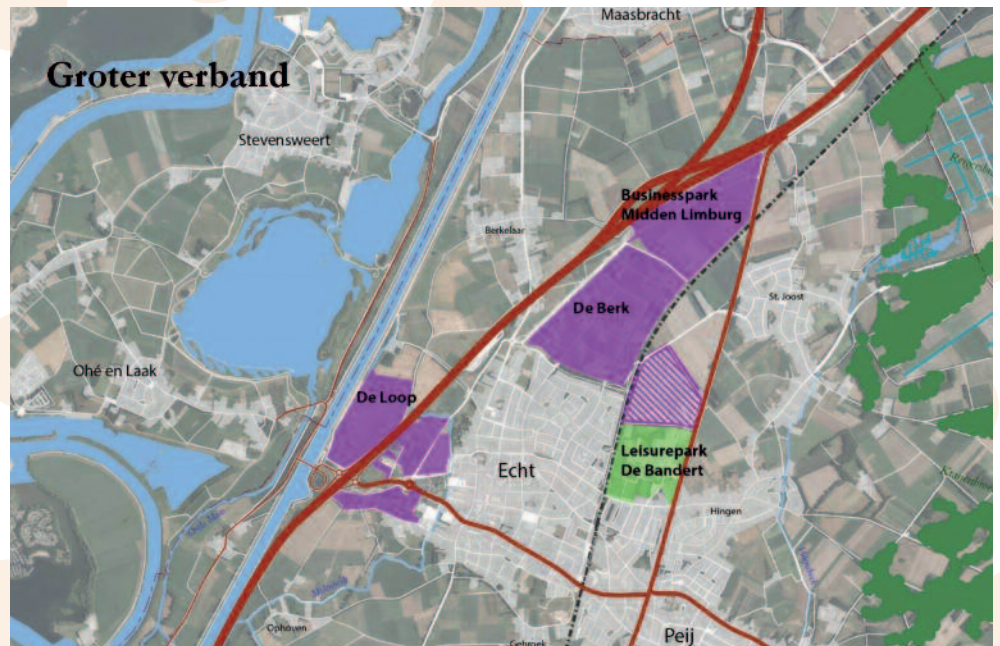 Maasbracht
Groter verband
Stevensweert
Businesspark
Midden Limburg
Berkelaar
St. Joost
De Berk
Ohé en Laak
De Loop
Leisurepark
De Bandert
Echt
Hingen
Ophoven
Gebroek
Peij